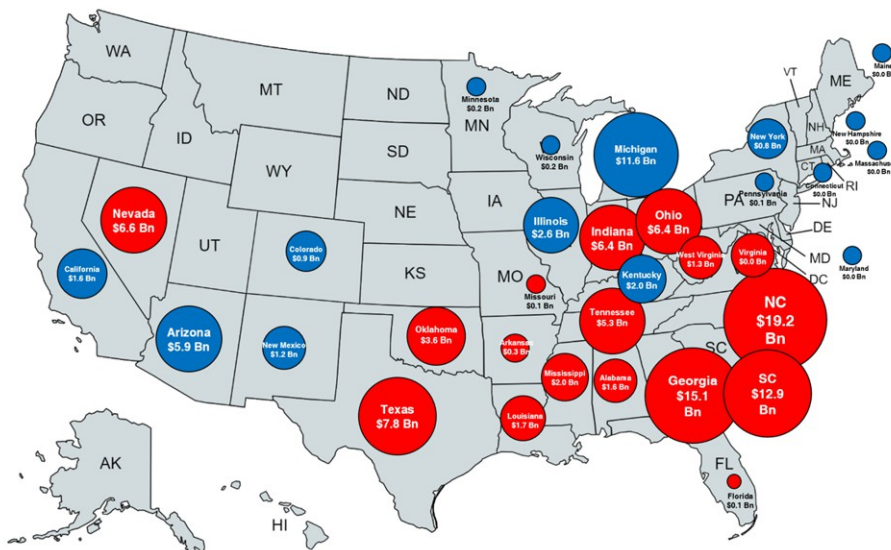 WA
MT
ND
OR
ID
WY
SD
MN
NE
IA
UT
KS
MO
AK
HI
FL
SC
PA
VT
NH
ME
MA
CT
RI
NJ
DE
MD
DC
Maine
$0.0 B
Minnesota
$0.2 Bn
Wisconsin
$0.2 Bn
Michigan
$11.6 Bn
New York
$0.8 Bn
New Hampshire
$0.0 Bn
Massachus
$0.0 Bn
Connecticut
$0.0 Bn
Pennsylvania
$0.1 Bn
Nevada
$6.6 Bn
Illinois
$2.6 Bn
Indiana
$6.4 Bn
Ohio
$6.4 Bn
West Virginia
$1.3 Bn
Virginia
$0.0 Bn
Maryland
$0.0 Bn
California
$1.6 Bn
Colorado
$0.9 Bn
Kentucky
$2.0 Bn
Missouri
$0.1 Bn
Arizona
$5.9 Bn
New Mexico
$1.2 Bn
Oklahoma
$3.6 Bn
Arkansas
$0.3 Bn
Tennessee
$5.3 Bn
NC
$19.2
Bn
Mississippi
$2.0 Bn
Alabama
$1.6 Bn
Georgia
$15.1
Bn
SC
$12.9
Bn
Texas
$7.8 Bn
Louisiana
$1.7 Bn
Florida
$0.1 Bn